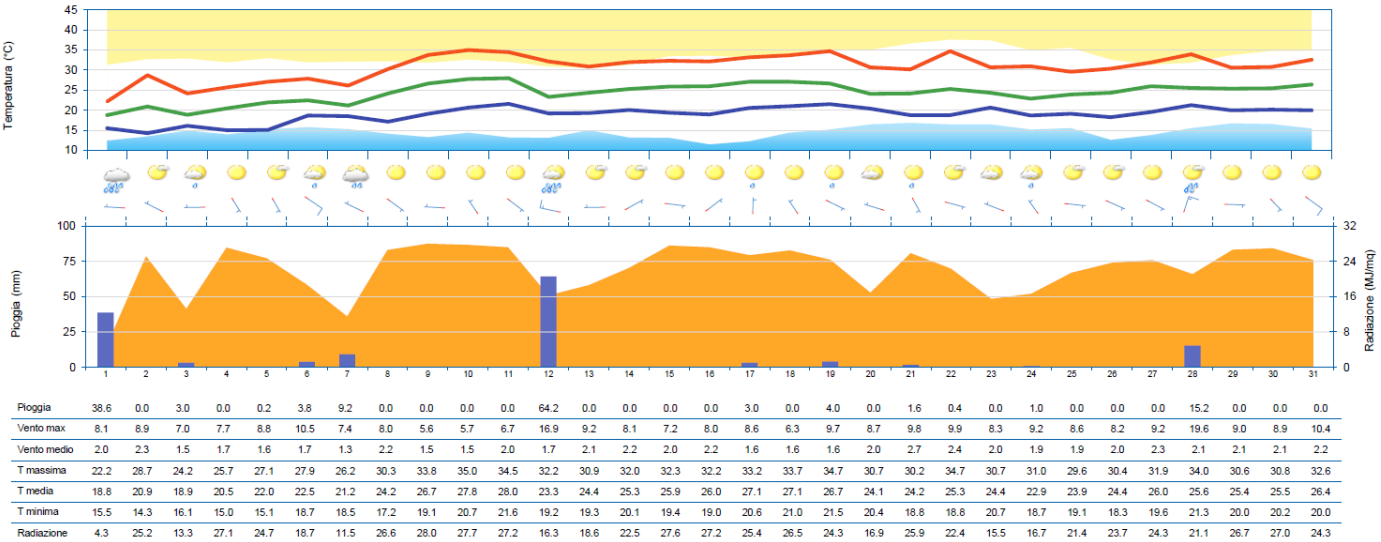 Temperatura (°C)
45
40
35
30
25
20
15
10
Pioggia (mm)
100
75
50
25
0
Radiazione (MJ/mq)
32
24
16
8
0
1 2 3 4 5 6 7 8 9 10 11 12 13 14 15 16 17 18 19 20 21 22 23 24 25 26 27 28 29 30 31
Pioggia 38.6 0.0 3.0 0.0 0.2 3.8 9.2 0.0 0.0 0.0 0.0 64.2 0.0 0.0 0.0 0.0 3.0 0.0 4.0 0.0 1.6 0.4 0.0 1.0 0.0 0.0 0.0 15.2 0.0 0.0 0.0
Vento max 8.1 8.9 7.0 7.7 8.8 10.5 7.4 8.0 5.6 5.7 6.7 16.9 9.2 8.1 7.2 8.0 8.6 6.3 9.7 8.7 9.8 9.9 8.3 9.2 8.6 8.2 9.2 19.6 9.0 8.9 10.4
Vento medio 2.0 2.3 1.5 1.7 1.6 1.7 1.3 2.2 1.5 1.5 2.0 1.7 2.1 2.2 2.0 2.2 1.6 1.6 1.6 2.0 2.7 2.4 2.0 1.9 1.9 2.0 2.3 2.1 2.1 2.1 2.2
T massima 22.2 28.7 24.2 25.7 27.1 27.9 26.2 30.3 33.8 35.0 34.5 32.2 30.9 32.0 32.3 32.2 33.2 33.7 34.7 30.7 30.2 34.7 30.7 31.0 29.6 30.4 31.9 34.0 30.6 30.8 32.6
T media 18.8 20.9 18.9 20.5 22.0 22.5 21.2 24.2 26.7 27.8 28.0 23.3 24.4 25.3 25.9 26.0 27.1 27.1 26.7 24.1 24.2 25.3 24.4 22.9 23.9 24.4 26.0 25.6 25.4 25.5 26.4
T minima 15.5 14.3 16.1 15.0 15.1 18.7 18.5 17.2 19.1 20.7 21.6 19.2 19.3 20.1 19.4 19.0 20.6 21.0 21.5 20.4 18.8 18.8 20.7 18.7 19.1 18.3 19.6 21.3 20.0 20.2 20.0
Radiazione 4.3 25.2 13.3 27.1 24.7 18.7 11.5 26.6 28.0 27.7 27.2 16.3 18.6 22.5 27.6 27.2 25.4 26.5 24.3 16.9 25.9 22.4 15.5 16.7 21.4 23.7 24.3 21.1 26.7 27.0 24.3